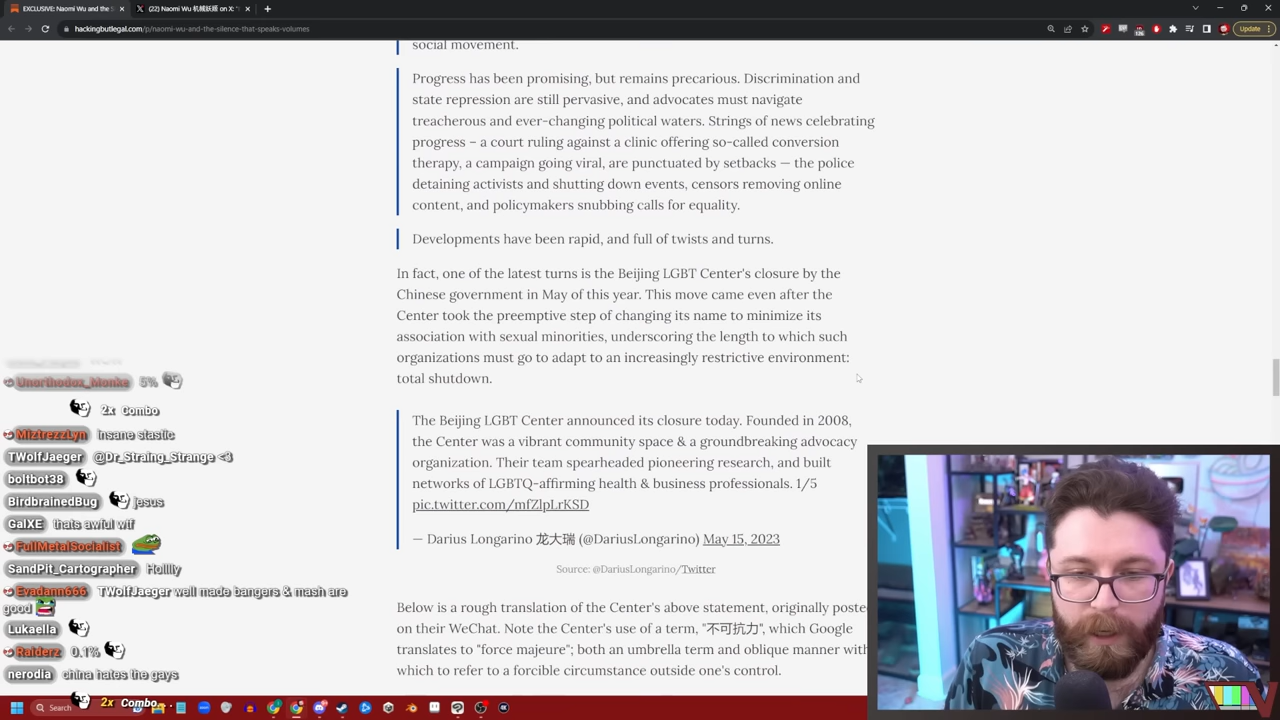 EXCLUSIVE: Naomi Wu and the S
(22) Naomi Wu 机械妖姬 on X: "
hackingbutlegal.com/p/naomi-wu-and-the-silence-that-speaks-volumes
Update
social movement.
Progress has been promising, but remains precarious. Discrimination and
state repression are still pervasive, and advocates must navigate
treacherous and ever-changing political waters. Strings of news celebrating
progress – a court ruling against a clinic offering so-called conversion
therapy, a campaign going viral, are punctuated by setbacks — the police
detaining activists and shutting down events, censors removing online
content, and policymakers snubbing calls for equality.
Developments have been rapid, and full of twists and turns.
In fact, one of the latest turns is the Beijing LGBT Center's closure by the
Chinese government in May of this year. This move came even after the
Center took the preemptive step of changing its name to minimize its
association with sexual minorities, underscoring the length to which such
organizations must go to adapt to an increasingly restrictive environment:
total shutdown.
The Beijing LGBT Center announced its closure today. Founded in 2008,
the Center was a vibrant community space & a groundbreaking advocacy
organization. Their team spearheaded pioneering research, and built
networks of LGBTQ-affirming health & business professionals. 1/5
pic.twitter.com/mfZlpLrKSD
— Darius Longarino 龙大瑞 (@DariusLongarino) May 15, 2023
Source: @DariusLongarino/Twitter
Below is a rough translation of the Center's above statement, originally poste
on their WeChat. Note the Center's use of a term, "不可抗力", which Google
translates to "force majeure"; both an umbrella term and oblique manner with
which to refer to a forcible circumstance outside one's control.
Unorthodox_Monke 5%
2x Combo
MiztrezzLyn insane stastic
TWolfJaeger @Dr_Straing_Strange <3
boltbot38
BirdbrainedBug jesus
GalXE thats awful wtf
FullMetalSocialist
SandPit_Cartographer Hollly
Evadann666 TWolfJaeger well made bangers & mash are
good
Lukaella
Raiderz 0.1%
nerodia china hates the gays
2x Combo
Search
TV